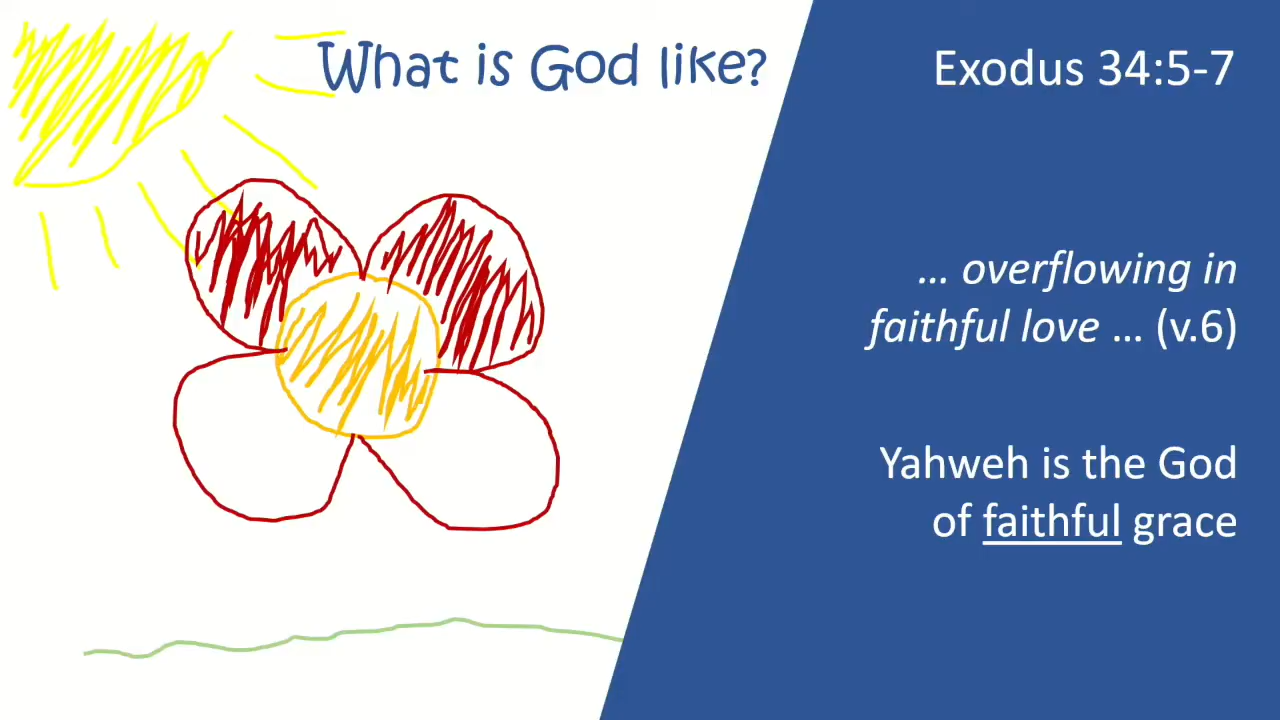 What is God like?
Exodus 34:5-7
... overflowing in
faithful love ... (v.6)
Yahweh is the God
of faithful grace